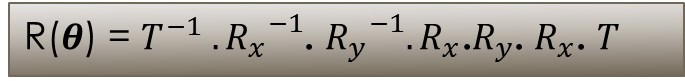 R(θ) = T⁻¹ . Rₓ⁻¹. R_y⁻¹. Rₓ.R_y. Rₓ. T